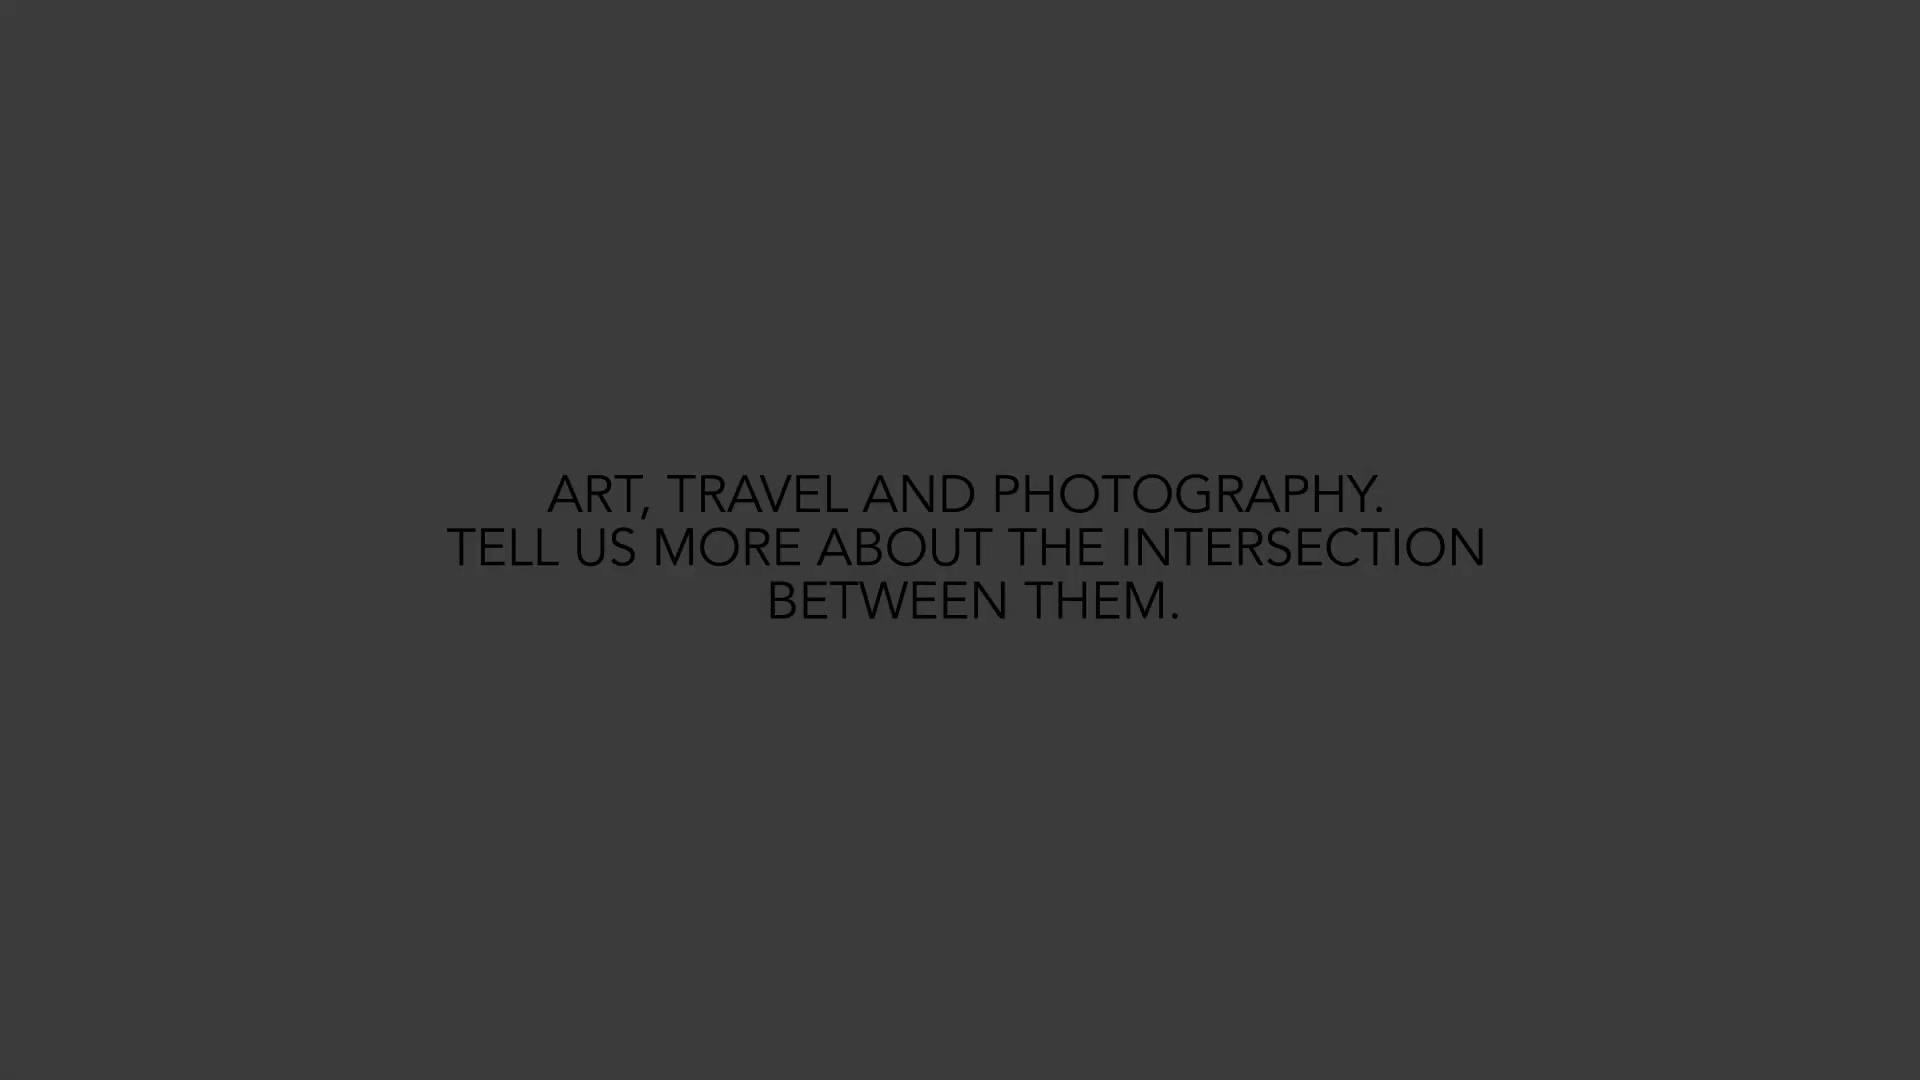 ART, TRAVEL AND PHOTOGRAPHY.
TELL US MORE ABOUT THE INTERSECTION
BETWEEN THEM.